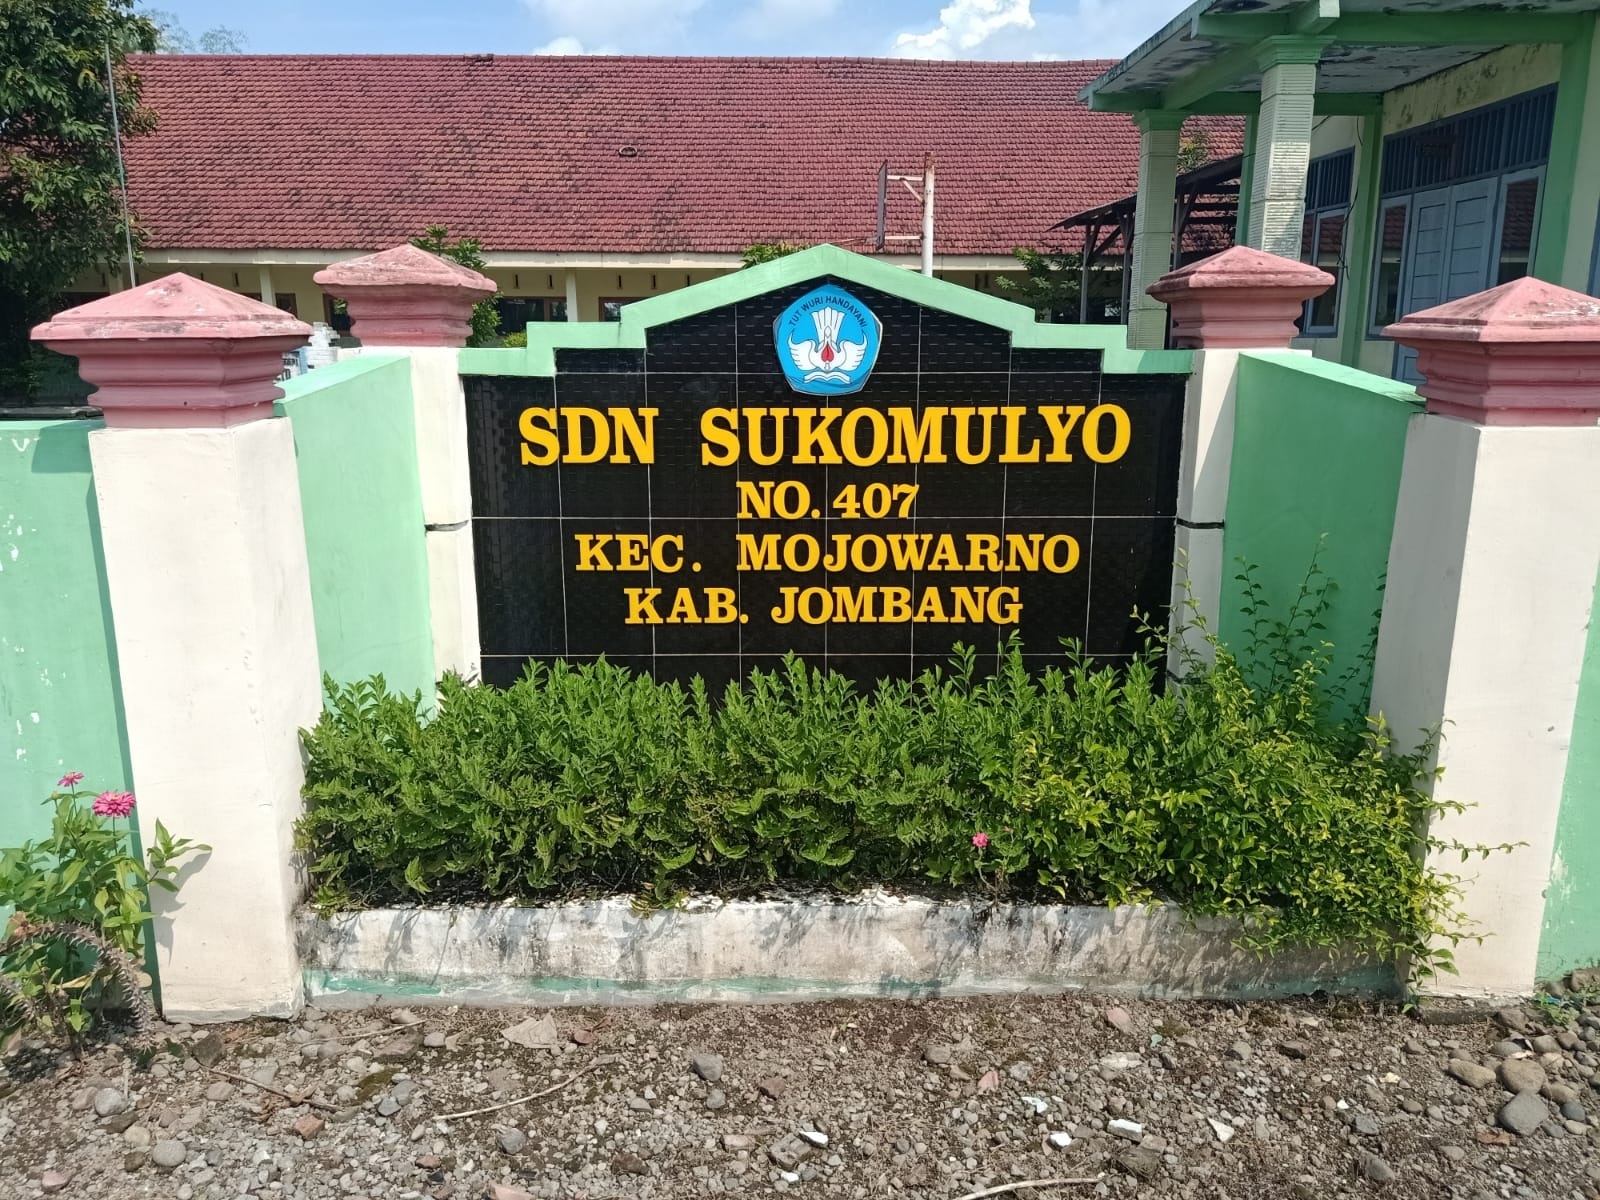 TUT WURI HANDAYANI
SDN SUKOMULYO
NO. 407
KEC. MOJOWARNO
KAB. JOMBANG